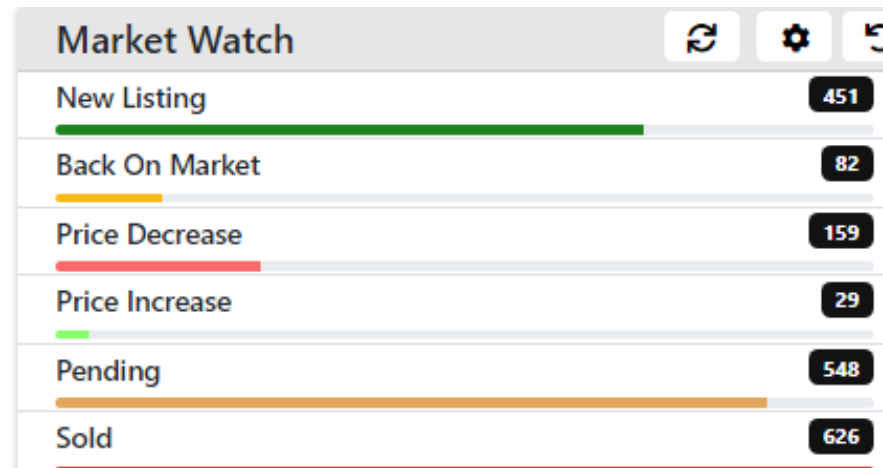 Market Watch
New Listing 451
Back On Market 82
Price Decrease 159
Price Increase 29
Pending 548
Sold 626